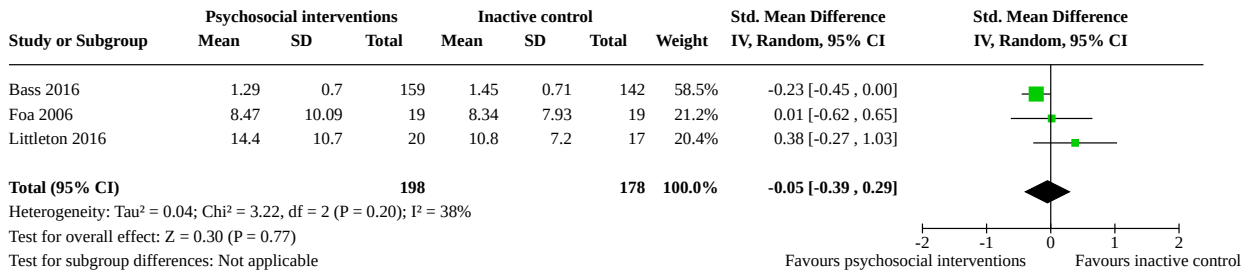 Psychosocial interventions Inactive control Std. Mean Difference Std. Mean Difference
Study or Subgroup Mean SD Total Mean SD Total Weight IV, Random, 95% CI IV, Random, 95% CI
Bass 2016 1.29 0.7 159 1.45 0.71 142 58.5% -0.23 [-0.45 , 0.00]
Foa 2006 8.47 10.09 19 8.34 7.93 19 21.2% 0.01 [-0.62 , 0.65]
Littleton 2016 14.4 10.7 20 10.8 7.2 17 20.4% 0.38 [-0.27 , 1.03]
Total (95% CI) 198 178 100.0% -0.05 [-0.39 , 0.29]
Heterogeneity: Tau² = 0.04; Chi² = 3.22, df = 2 (P = 0.20); I² = 38%
Test for overall effect: Z = 0.30 (P = 0.77)
-2 -1 0 1 2
Test for subgroup differences: Not applicable Favours psychosocial interventions Favours inactive control